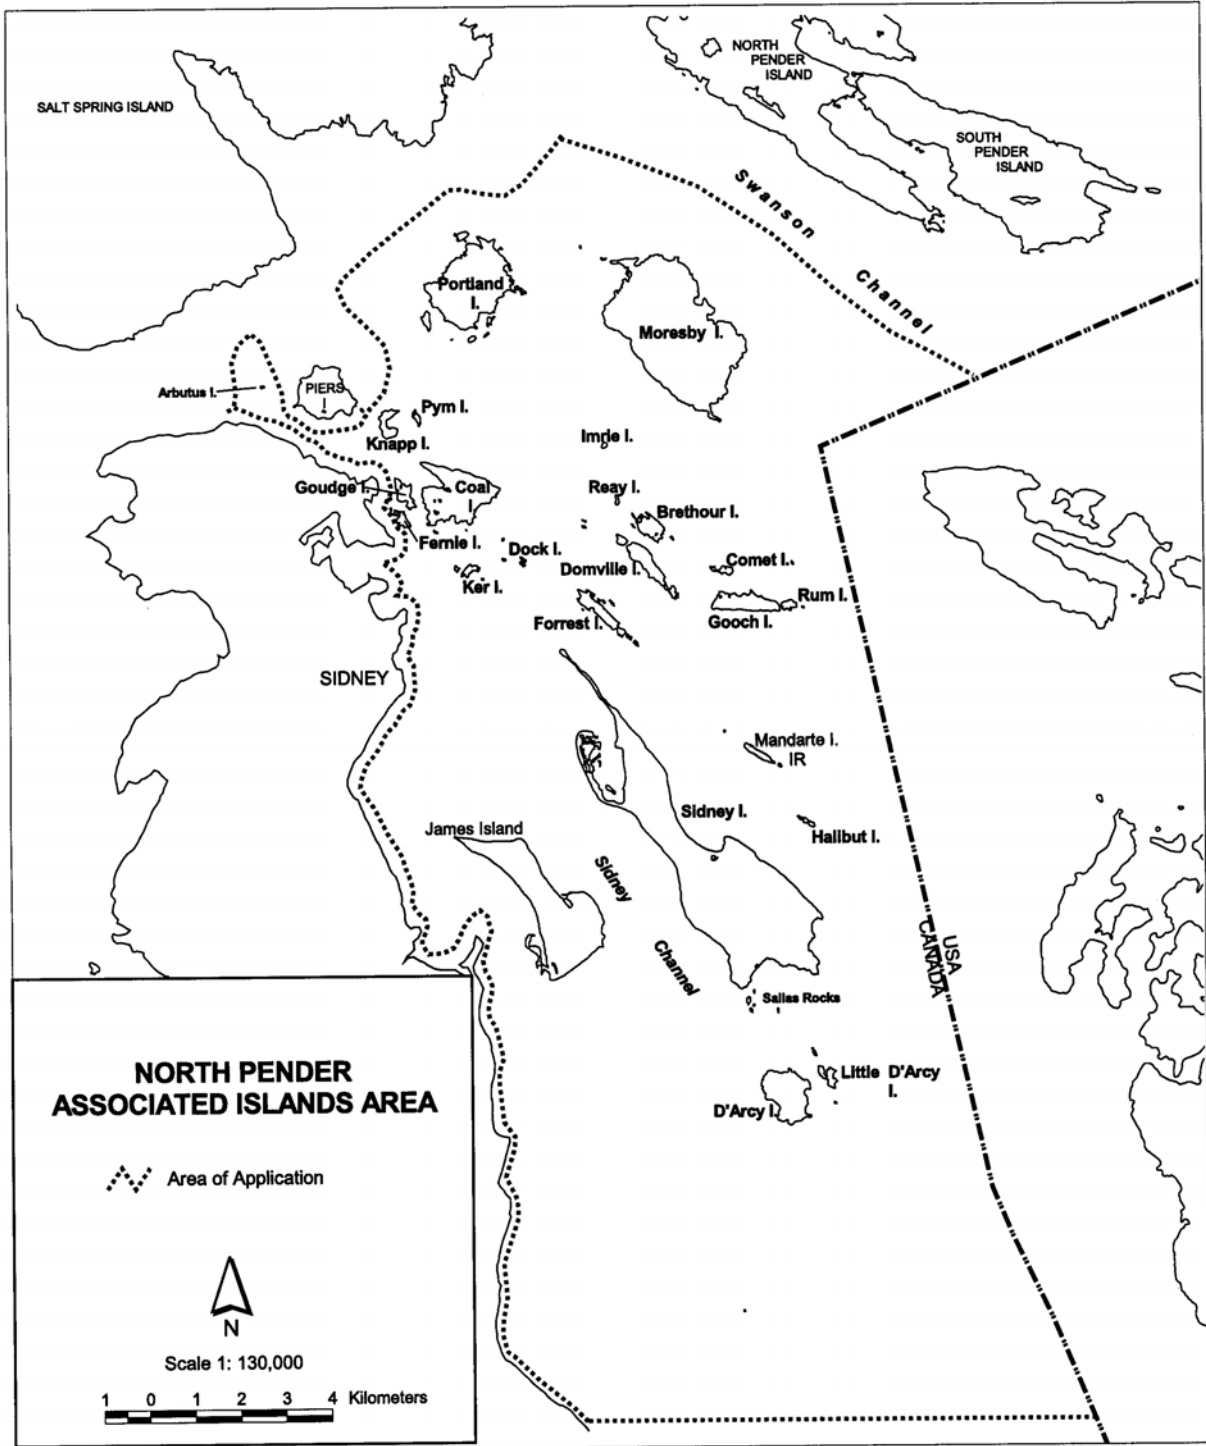 NORTH
PENDER
ISLAND
SALT SPRING ISLAND
SOUTH
PENDER
ISLAND
Swanson
Channel
Portland
I.
Moresby I.
Arbutus I.
PIERS
I
Pym I.
Knapp I.
Imrie I.
Goudge I.
Coal
I
Reay I.
Brethour I.
Fernie I.
Dock I.
Domville I.
Comet I.
Ker I.
Rum I.
Forrest I.
Gooch I.
SIDNEY
Mandarte I.
IR
Sidney I.
James Island
Halibut I.
Sidney
Channel
USA
CANADA
Sallas Rocks
Little D'Arcy
I.
D'Arcy I.
NORTH PENDER
ASSOCIATED ISLANDS AREA
Area of Application
N
Scale 1: 130,000
1 0 1 2 3 4 Kilometers